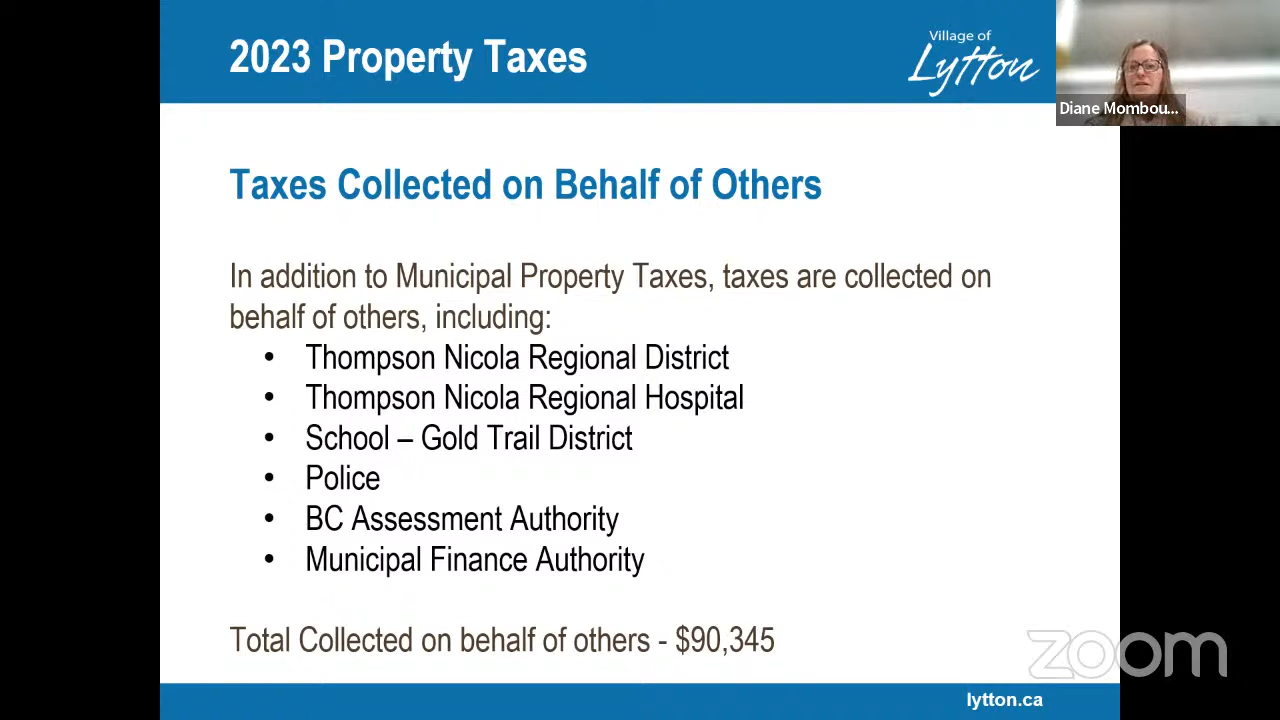 2023 Property Taxes
Village of
Lytton
Diane Mombou...
Taxes Collected on Behalf of Others
In addition to Municipal Property Taxes, taxes are collected on
behalf of others, including:
• Thompson Nicola Regional District
• Thompson Nicola Regional Hospital
• School – Gold Trail District
• Police
• BC Assessment Authority
• Municipal Finance Authority
Total Collected on behalf of others - $90,345
zoom
lytton.ca